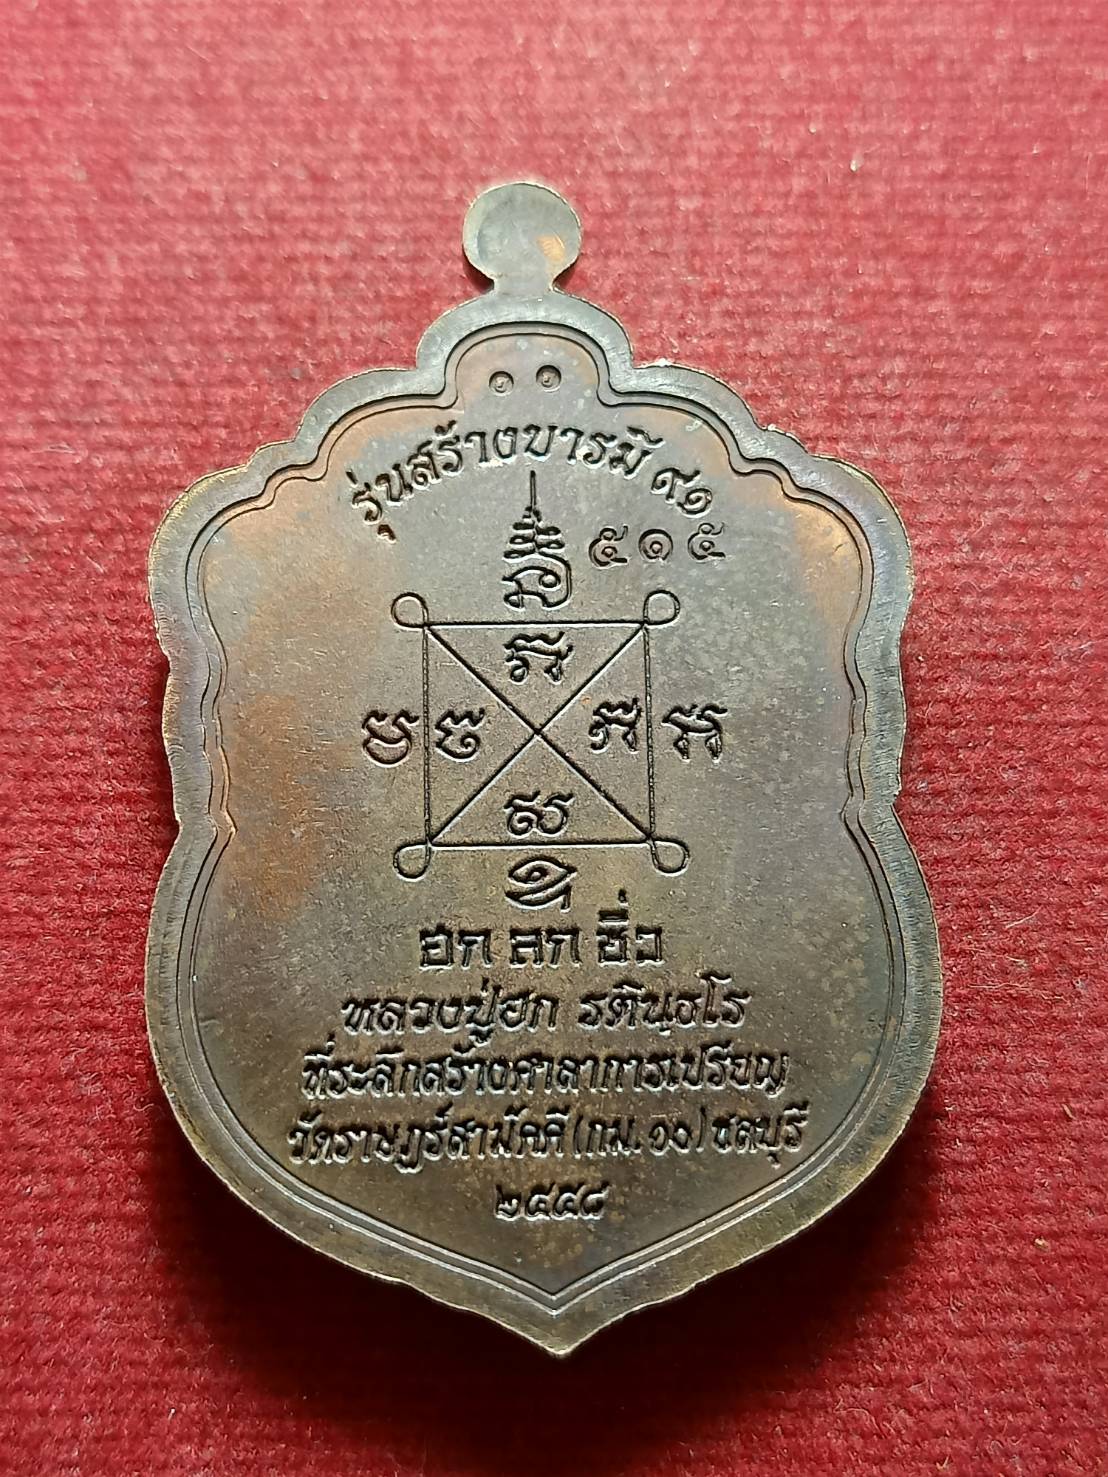 รุ่นสร้างบารมี ๙๑
๕๑๕
ฮก ลก ฮิ่ว
หลวงปู่ฮก รตินฺธโร
ที่ระลึกสร้างศาลาการเปรียญ
วัดราษฎร์สามัคคี (กม.๑๐) ชลบุรี
๒๕๕๘